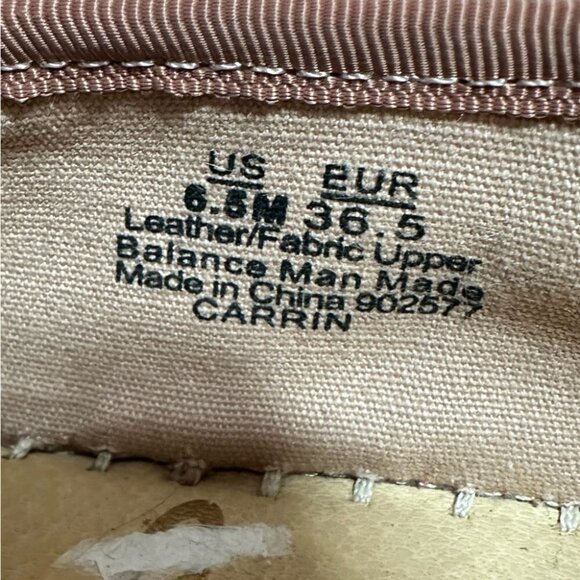 US EUR
6.5M 36.5
Leather/Fabric Upper
Balance Man Made
Made in China 902577
CARRIN